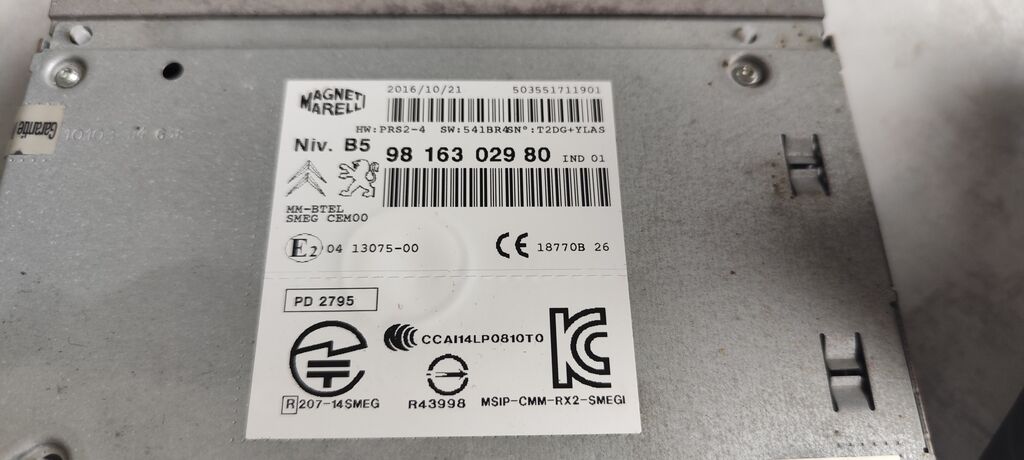 MAGNETI
MARELLI
2016/10/21 503551711901
HW:PRS2-4 SW:541BR4SN°:T2DG+YLAS
Niv. B5 98 163 029 80 IND 01
MM-BTEL
SMEG CEM00
E2 04 13075-00 CE 18770B 26
PD 2795
CCAI14LP0810T0
KC
R 207-14SMEG R43998 MSIP-CMM-RX2-SMEGI
Garantie